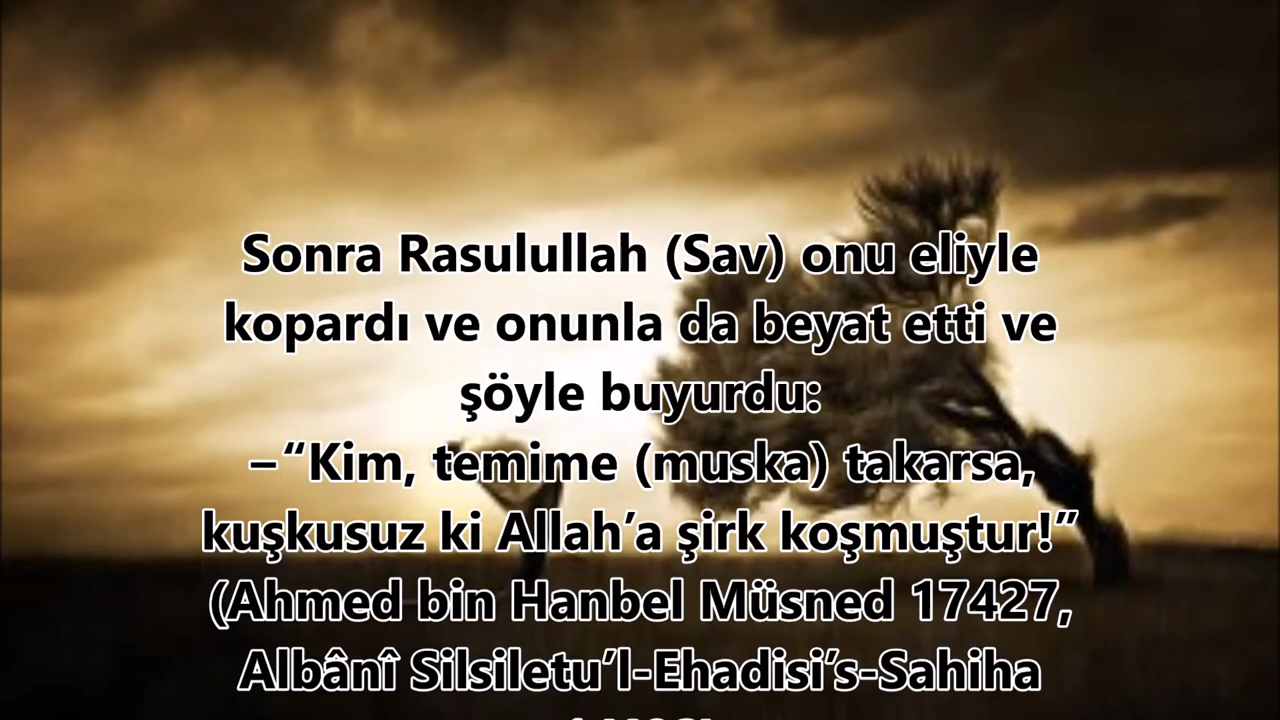 Sonra Rasulullah (Sav) onu eliyle
kopardı ve onunla da beyat etti ve
şöyle buyurdu:
–“Kim, temime (muska) takarsa,
kuşkusuz ki Allah’a şirk koşmuştur!”
(Ahmed bin Hanbel Müsned 17427,
Albânî Silsiletu’l-Ehadisi’s-Sahiha